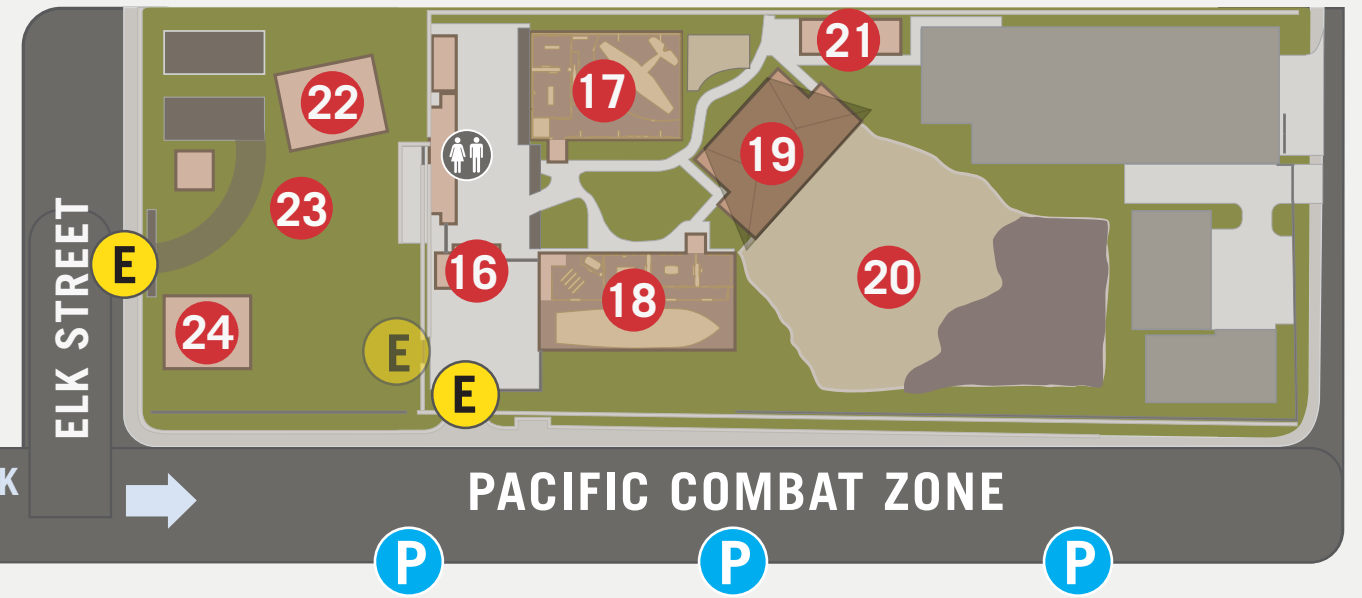 21
17
22
19
23
ELK STREET
E
16
20
18
24
E
E
K
PACIFIC COMBAT ZONE
P
P
P